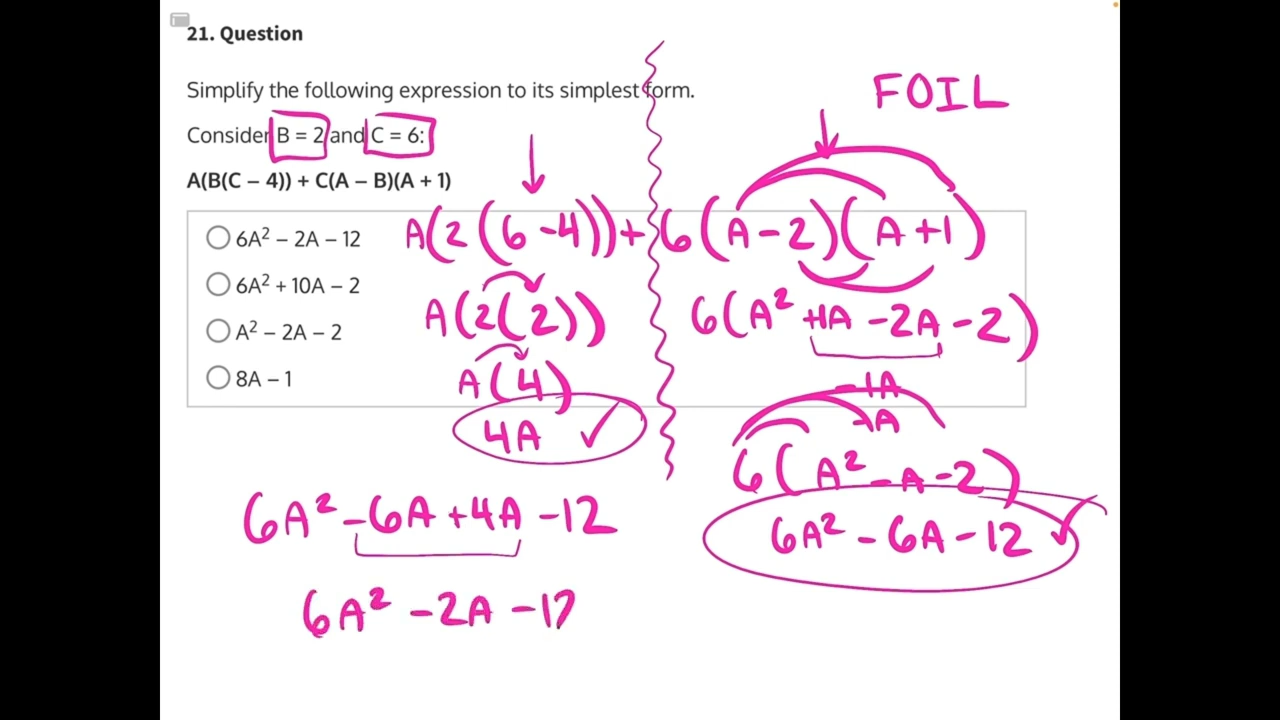 21. Question
Simplify the following expression to its simplest form.
Consider B = 2 and C = 6:
A(B(C – 4)) + C(A – B)(A + 1)
6A² – 2A – 12
6A² + 10A – 2
A² – 2A – 2
8A – 1
FOIL
A(2(6-4))+6(A-2)(A+1)
A(2(2))
A(4)
4A ✓
6(A² +1A -2A -2)
-1A
-A
6(A² -A -2)
6A² - 6A - 12 ✓
6A² -6A +4A -12
6A² -2A -12